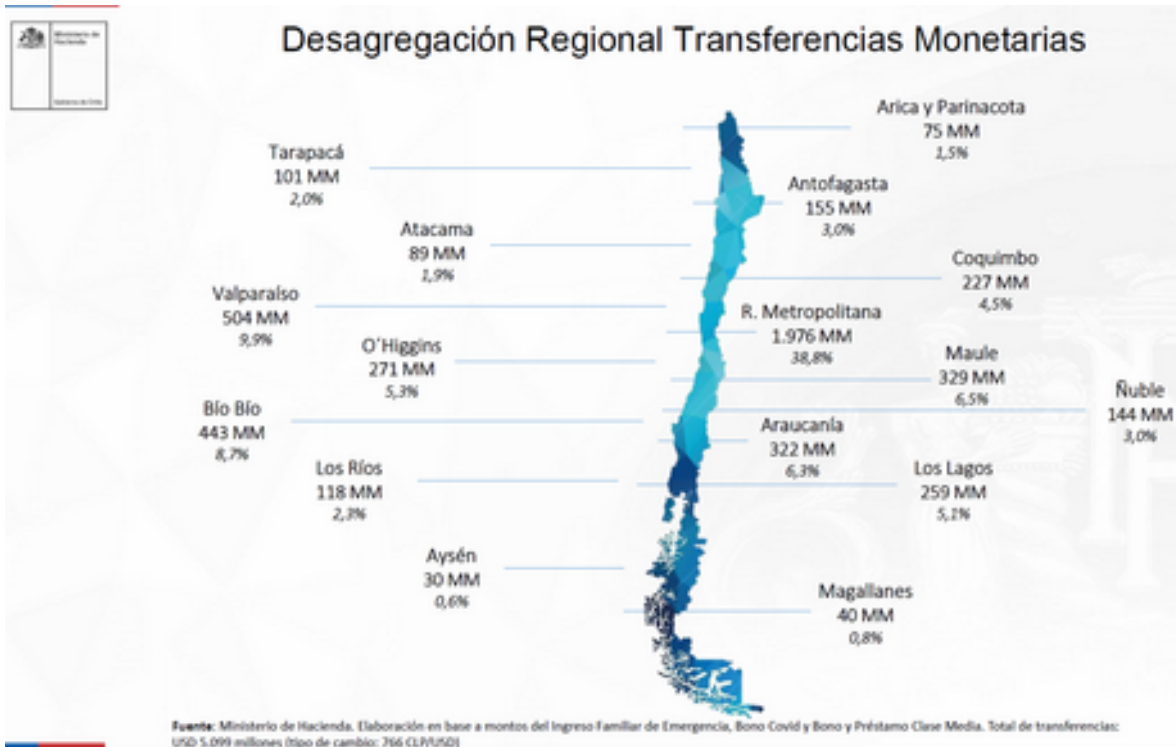 Ministerio de
Hacienda
Gobierno de Chile
Desagregación Regional Transferencias Monetarias
Arica y Parinacota
75 MM
1,5%
Tarapacá
101 MM
2,0%
Antofagasta
155 MM
3,0%
Atacama
89 MM
1,9%
Coquimbo
227 MM
4,5%
Valparaíso
504 MM
9,9%
R. Metropolitana
1.976 MM
38,8%
O´Higgins
271 MM
5,3%
Maule
329 MM
6,5%
Ñuble
144 MM
3,0%
Bío Bío
443 MM
8,7%
Araucanía
322 MM
6,3%
Los Ríos
118 MM
2,3%
Los Lagos
259 MM
5,1%
Aysén
30 MM
0,6%
Magallanes
40 MM
0,8%
Fuente: Ministerio de Hacienda. Elaboración en base a montos del Ingreso Familiar de Emergencia, Bono Covid y Bono y Préstamo Clase Media. Total de transferencias:
USD 5.099 millones (tipo de cambio: 766 CLP/USD)